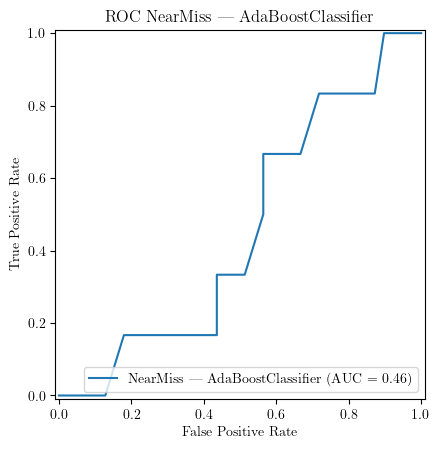 ROC NearMiss — AdaBoostClassifier
1.0
0.8
0.6
0.4
0.2
0.0
True Positive Rate
NearMiss — AdaBoostClassifier (AUC = 0.46)
0.0 0.2 0.4 0.6 0.8 1.0
False Positive Rate